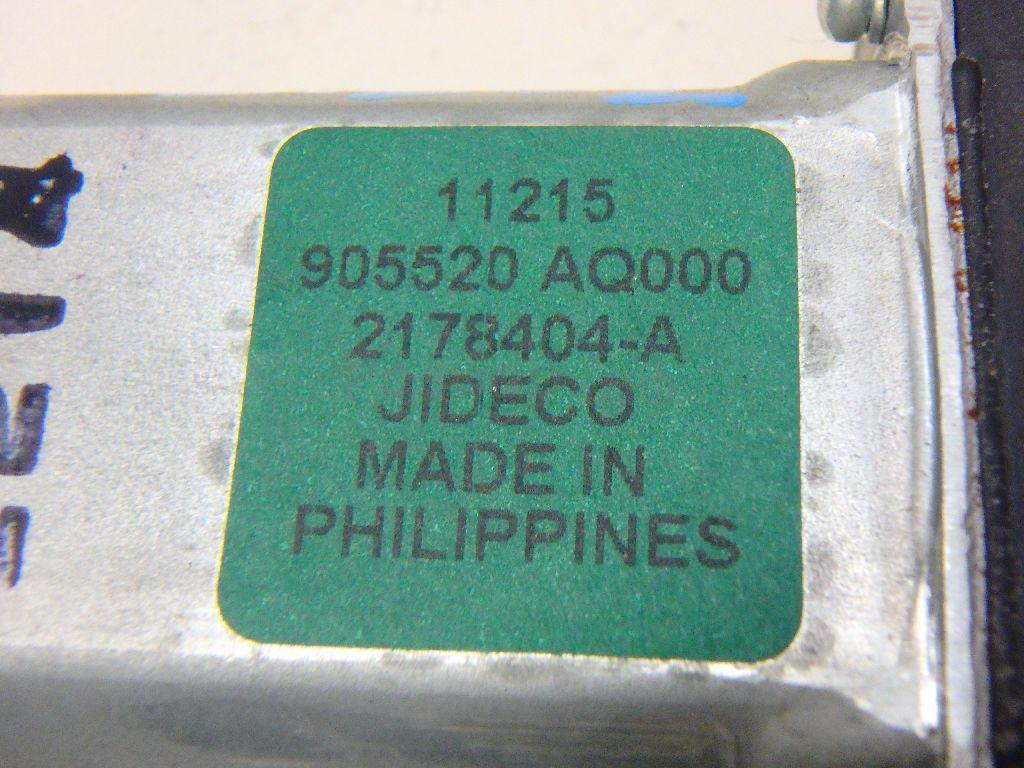 11215
905520 AQ000
2178404-A
JIDECO
MADE IN
PHILIPPINES